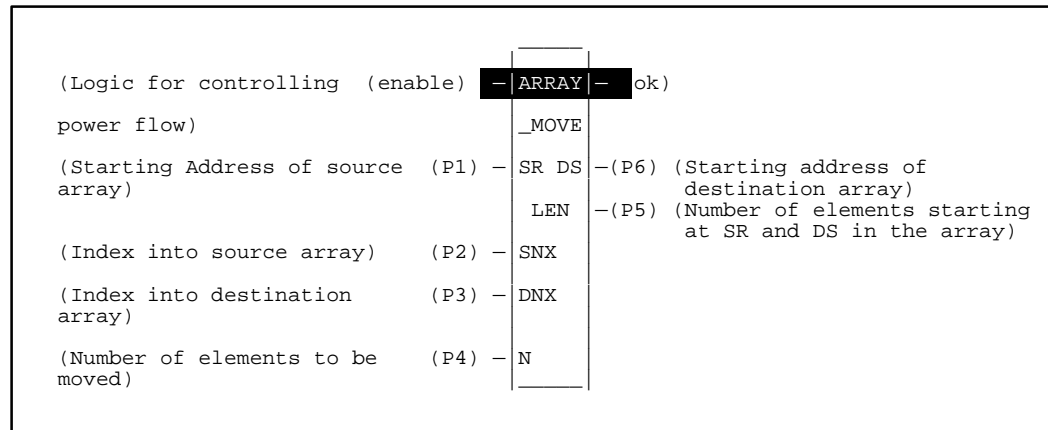 (Logic for controlling (enable) —ARRAY— ok)
power flow) _MOVE
(Starting Address of source (P1) —SR DS—(P6) (Starting address of
array) destination array)
LEN —(P5) (Number of elements starting
at SR and DS in the array)
(Index into source array) (P2) —SNX
(Index into destination (P3) —DNX
array)
(Number of elements to be (P4) —N
moved)